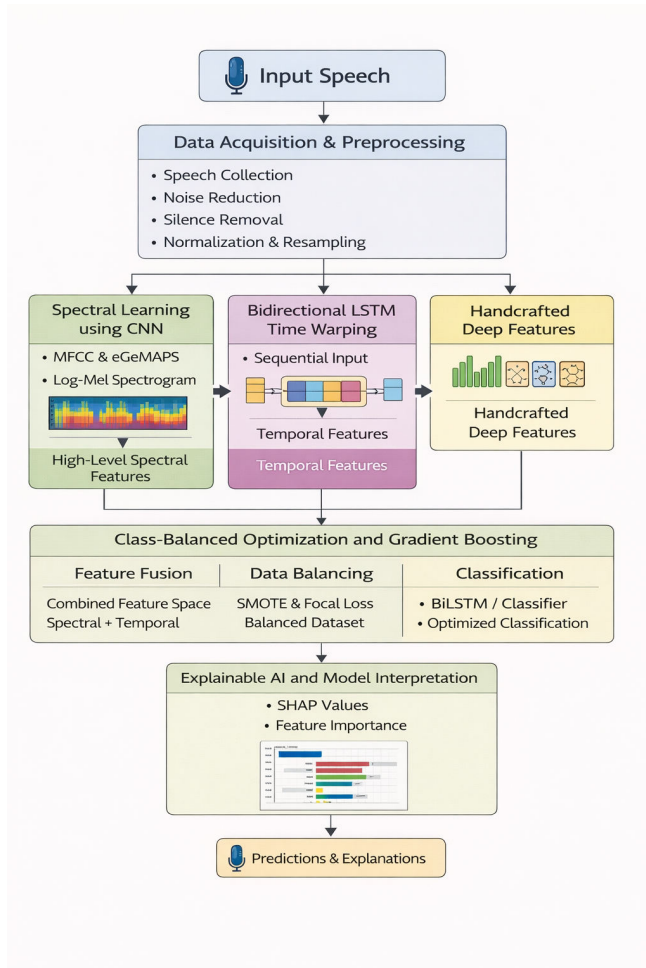 Input Speech
Data Acquisition & Preprocessing
• Speech Collection
• Noise Reduction
• Silence Removal
• Normalization & Resampling
Spectral Learning
using CNN
• MFCC & eGeMAPS
• Log-Mel Spectrogram
High-Level Spectral
Features
Bidirectional LSTM
Time Warping
• Sequential Input
Temporal Features
Temporal Features
Handcrafted
Deep Features
Handcrafted
Deep Features
Class-Balanced Optimization and Gradient Boosting
Feature Fusion
Combined Feature Space
Spectral + Temporal
Data Balancing
SMOTE & Focal Loss
Balanced Dataset
Classification
• BiLSTM / Classifier
• Optimized Classification
Explainable AI and Model Interpretation
• SHAP Values
• Feature Importance
Predictions & Explanations